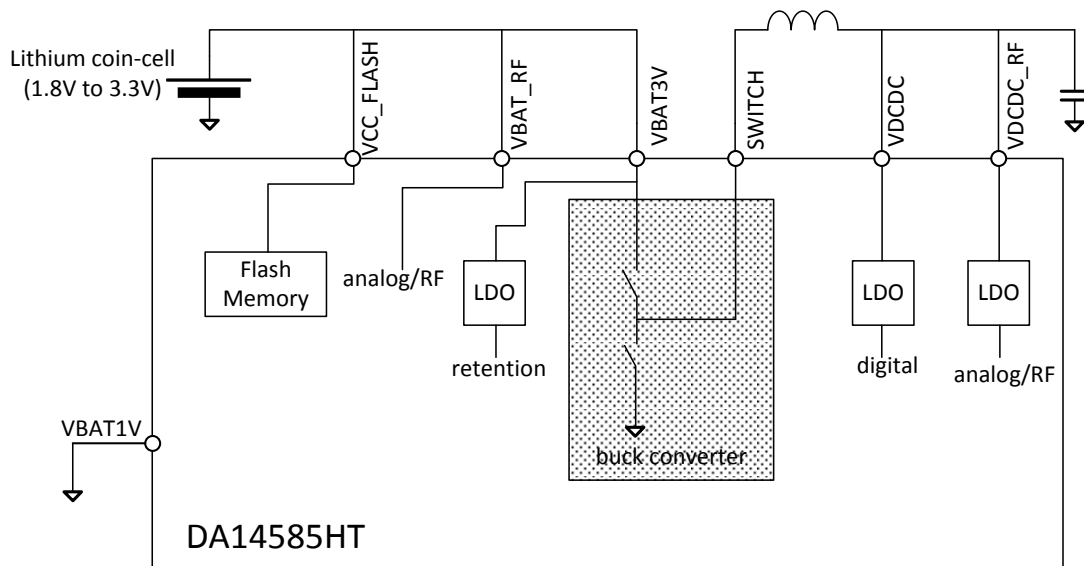 Lithium coin-cell
(1.8V to 3.3V)
VCC_FLASH
VBAT_RF
VBAT3V
SWITCH
VDCDC
VDCDC_RF
Flash
Memory
analog/RF
LDO
retention
LDO
digital
LDO
analog/RF
VBAT1V
buck converter
DA14585HT